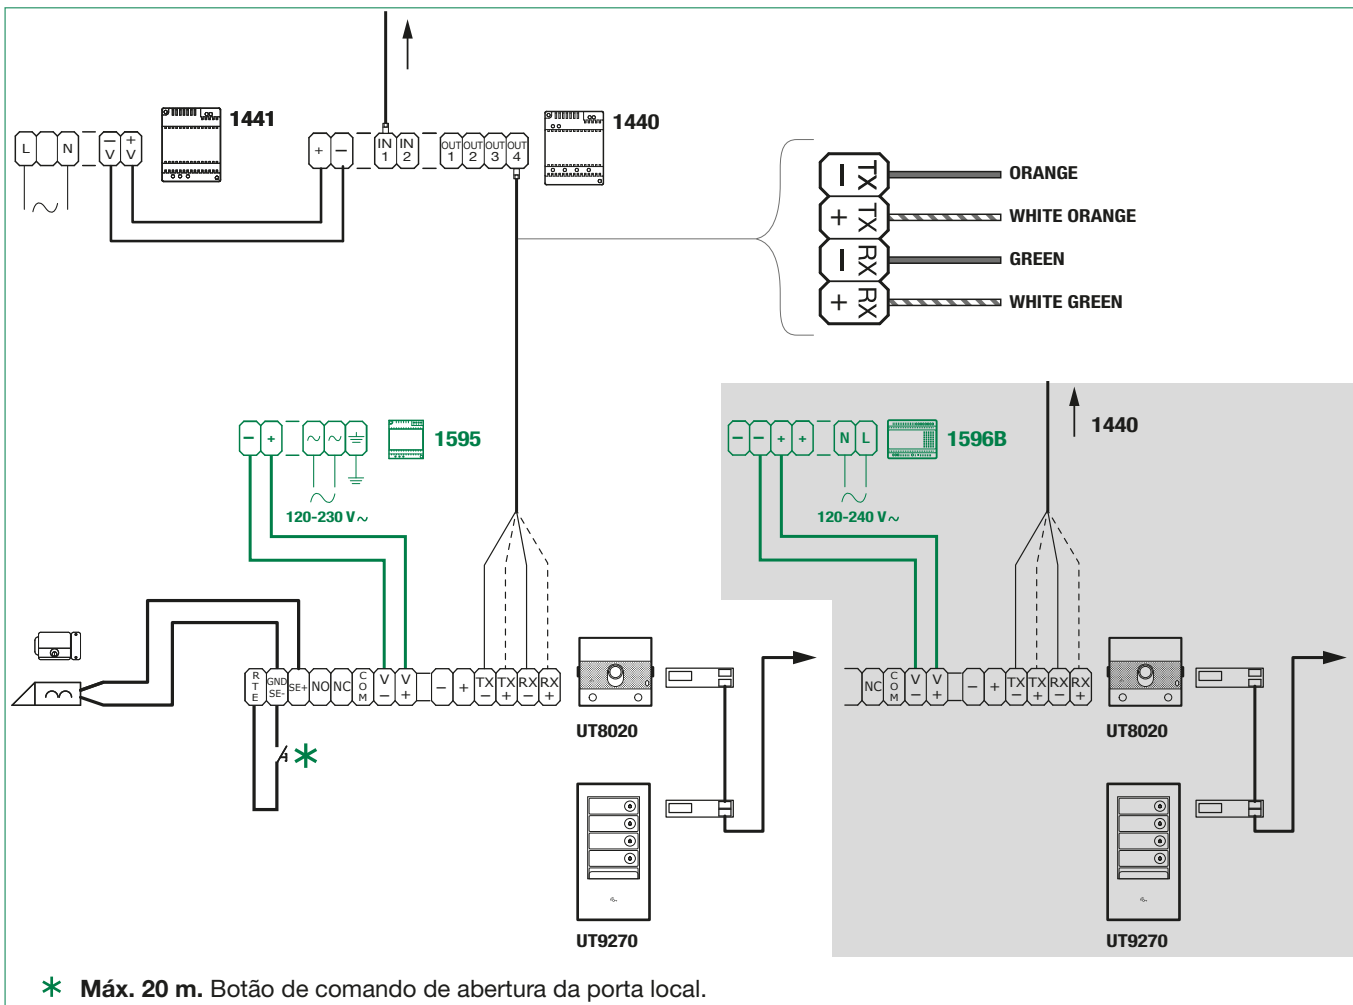 1441
L N – V + V
+ – IN 1 IN 2 OUT 1 OUT 2 OUT 3 OUT 4
1440
– TX ORANGE
+ TX WHITE ORANGE
– RX GREEN
+ RX WHITE GREEN
– + ~ ~
1595
120-230 V~
– – + + N L
1596B
120-240 V~
1440
RTE GND SE- SE+ NO NC COM V – V + – + TX – TX + RX – RX +
UT8020
NC COM V – V + – + TX – TX + RX – RX +
UT8020
*
UT9270
UT9270
* Máx. 20 m. Botão de comando de abertura da porta local.